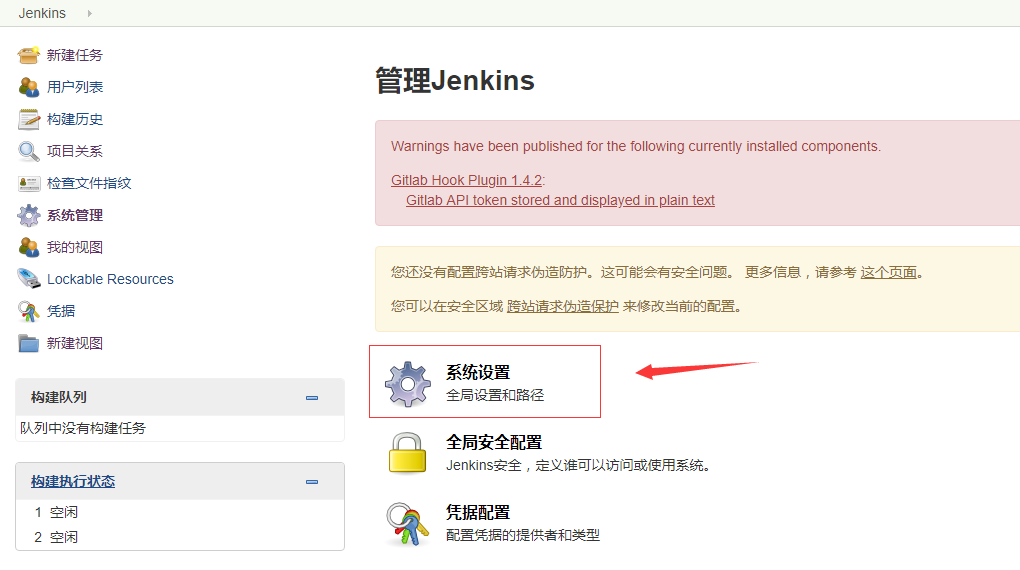 Jenkins
新建任务
用户列表
构建历史
项目关系
检查文件指纹
系统管理
我的视图
Lockable Resources
凭据
新建视图
构建队列
队列中没有构建任务
构建执行状态
1 空闲
2 空闲
管理Jenkins
Warnings have been published for the following currently installed components.
Gitlab Hook Plugin 1.4.2:
Gitlab API token stored and displayed in plain text
您还没有配置跨站请求伪造防护。这可能会有安全问题。 更多信息，请参考 这个页面。
您可以在安全区域 跨站请求伪造保护 来修改当前的配置。
系统设置
全局设置和路径
全局安全配置
Jenkins安全，定义谁可以访问或使用系统。
凭据配置
配置凭据的提供者和类型